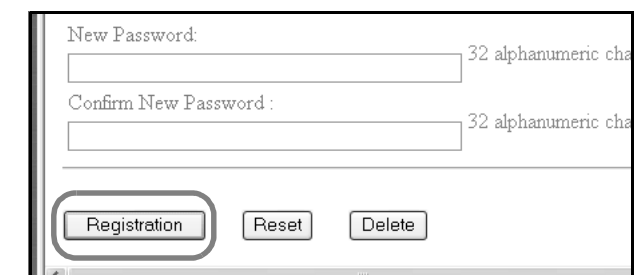 New Password:
32 alphanumeric cha
Confirm New Password :
32 alphanumeric cha
Registration Reset Delete